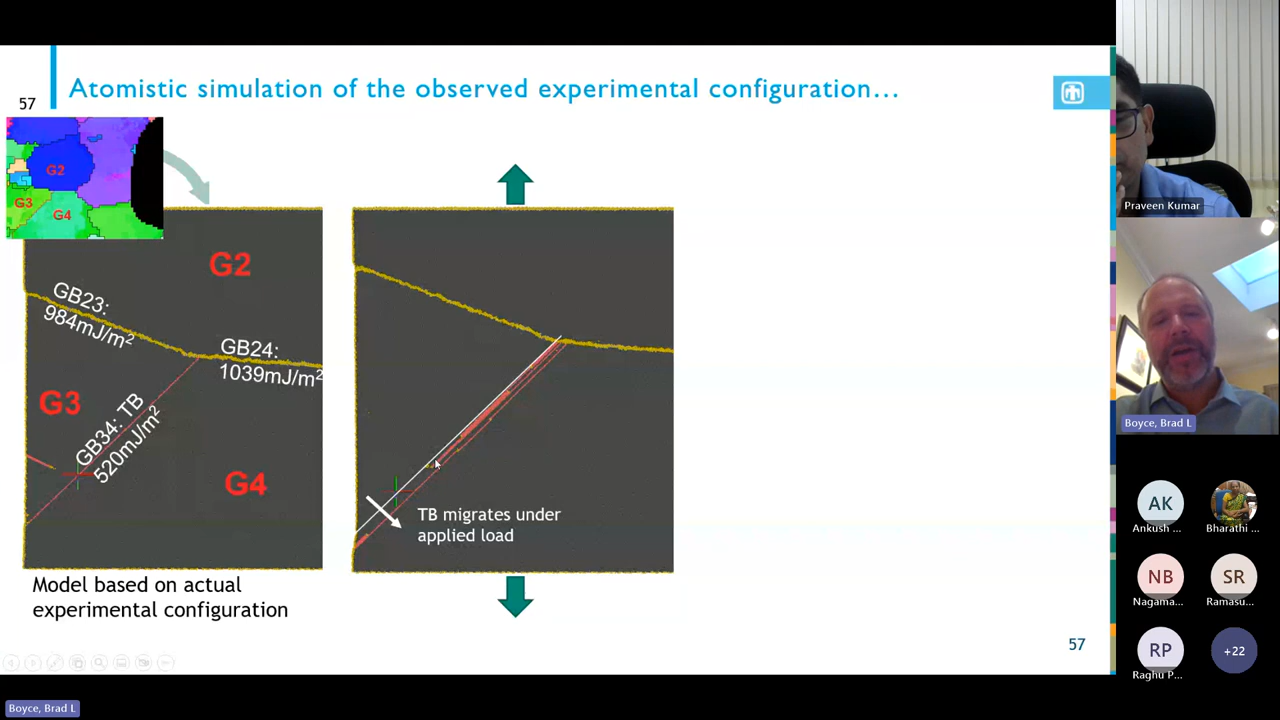 57
Atomistic simulation of the observed experimental configuration...
G2
G3
G4
G2
GB23:
984mJ/m²
GB24:
1039mJ/m²
G3
GB34: TB
520mJ/m²
G4
TB migrates under
applied load
Model based on actual
experimental configuration
57
Praveen Kumar
Boyce, Brad L
AK
Ankush ...
Bharathi ...
NB
Nagama...
SR
Ramasu...
RP
Raghu P...
+22
Boyce, Brad L